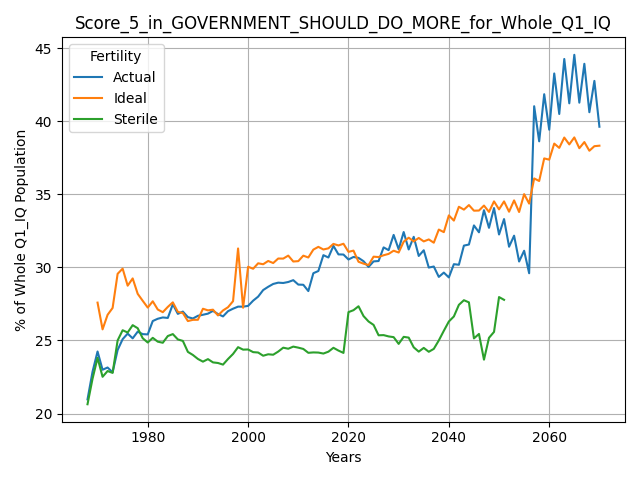 Score_5_in_GOVERNMENT_SHOULD_DO_MORE_for_Whole_Q1_IQ
Fertility
Actual
Ideal
Sterile
% of Whole Q1_IQ Population
45
40
35
30
25
20
1980
2000
2020
2040
2060
Years